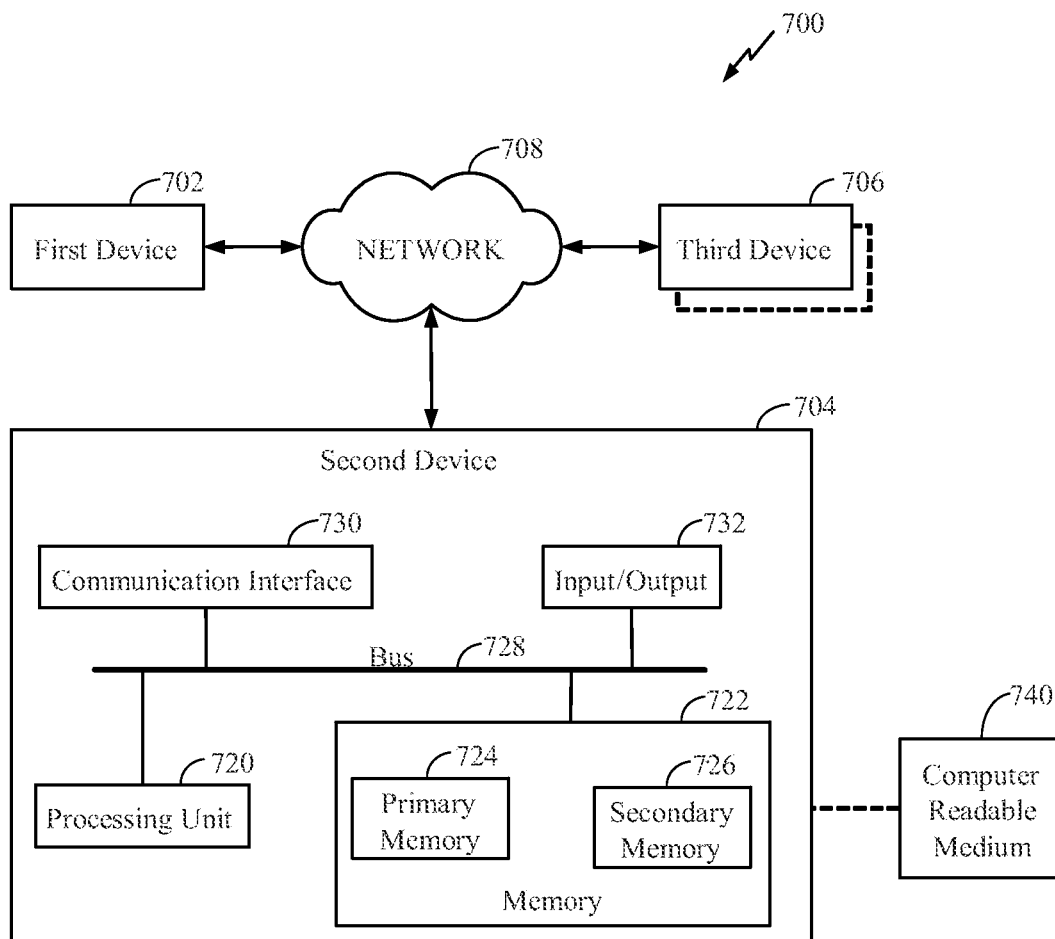 700
708
702
706
First Device
NETWORK
Third Device
704
Second Device
730
732
Communication Interface
Input/Output
Bus
728
722
740
720
724
726
Processing Unit
Primary
Memory
Secondary
Memory
Computer
Readable
Medium
Memory